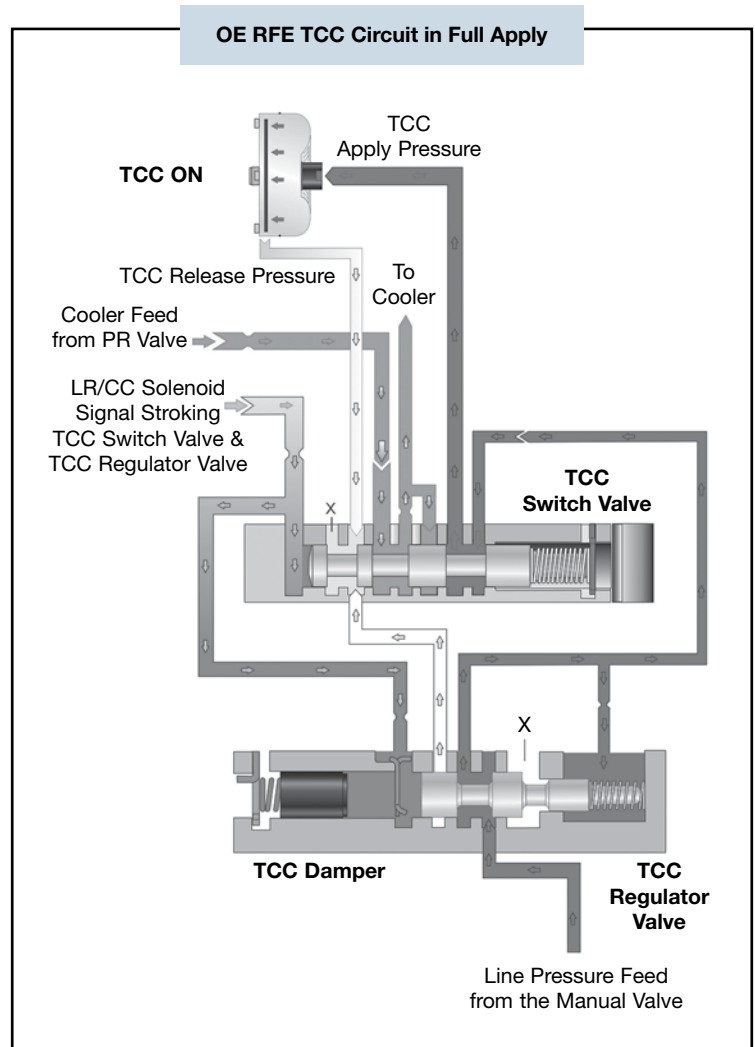 OE RFE TCC Circuit in Full Apply
TCC ON
TCC
Apply Pressure
TCC Release Pressure
To
Cooler
Cooler Feed
from PR Valve
LR/CC Solenoid
Signal Stroking
TCC Switch Valve &
TCC Regulator Valve
X
TCC
Switch Valve
X
TCC Damper
TCC
Regulator
Valve
Line Pressure Feed
from the Manual Valve